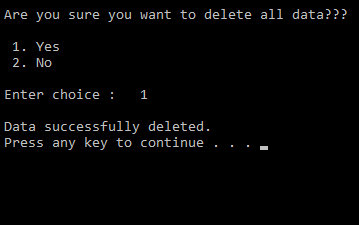 Are you sure you want to delete all data???
1. Yes
2. No
Enter choice :   1
Data successfully deleted.
Press any key to continue . . . _